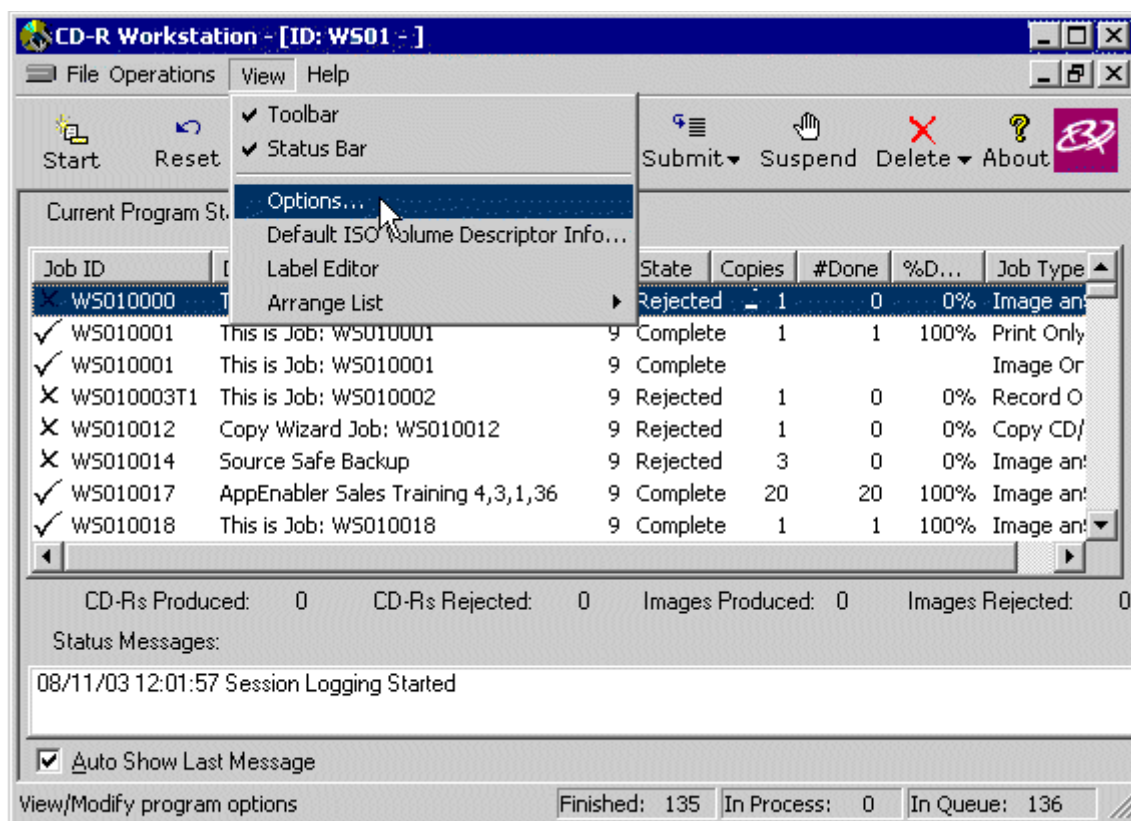 CD-R Workstation - [ID: WS01 - ]
File Operations View Help
Start Reset Submit Suspend Delete About
Toolbar
Status Bar
Options...
Default ISO Volume Descriptor Info...
Label Editor
Arrange List
Current Program
Job ID State Copies #Done %D... Job Type
WS010000 Rejected 1 0 0% Image
WS010001 This is Job: WS010001 9 Complete 1 1 100% Print Only
WS010001 This is Job: WS010001 9 Complete Image
WS010003T1 This is Job: WS010002 9 Rejected 1 0 0% Record
WS010012 Copy Wizard Job: WS010012 9 Rejected 1 0 0% Copy CD/
WS010014 Source Safe Backup 9 Rejected 3 0 0% Image
WS010017 AppEnabler Sales Training 4,3,1,36 9 Complete 20 20 100% Image
WS010018 This is Job: WS010018 9 Complete 1 1 100% Image
CD-Rs Produced: 0 CD-Rs Rejected: 0 Images Produced: 0 Images Rejected: 0
Status Messages:
08/11/03 12:01:57 Session Logging Started
Auto Show Last Message
View/Modify program options Finished: 135 In Process: 0 In Queue: 136